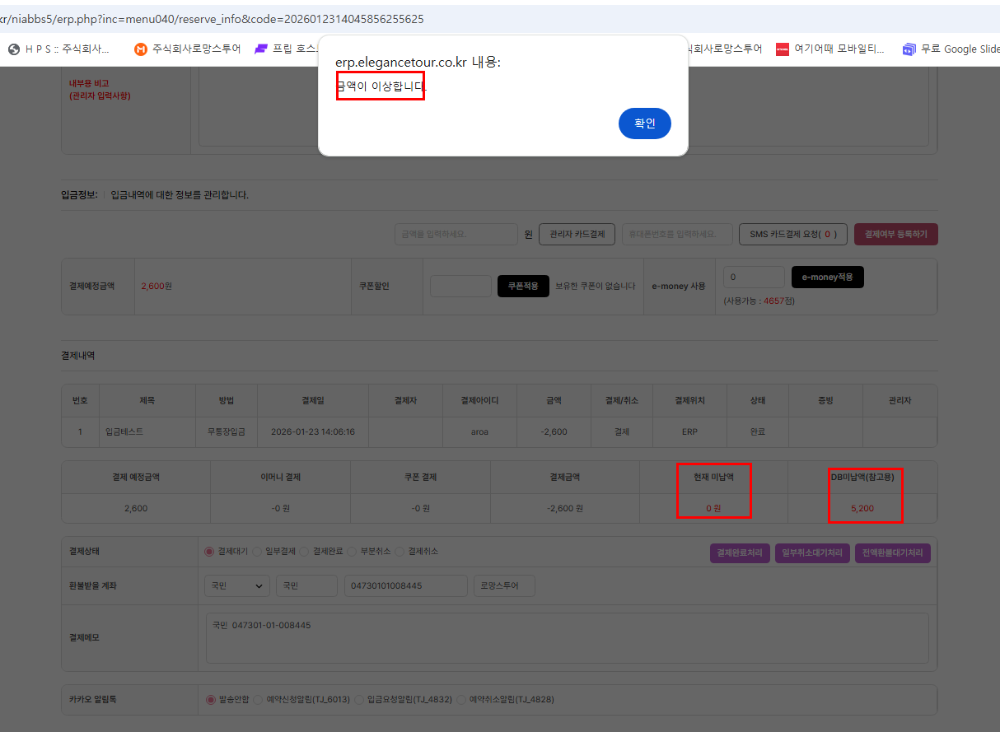 kr/niabbs5/erp.php?inc=menu040/reserve_info&code=2026012314045856255625
H P S :: 주식회사... 주식회사로망스투어 프립 호스 식회사로망스투어 여기어때 모바일티... 무료 Google Slide
erp.elegancetour.co.kr 내용:
금액이 이상합니다.
확인
내부용 비고
(관리자 입력사항)
입금정보: 입금내역에 대한 정보를 관리합니다.
금액을 입력하세요. 원 관리자 카드결제 휴대폰번호를 입력하세요. SMS 카드결제 요청( 0 ) 결제여부 등록하기
결제예정금액 2,600원 쿠폰할인 쿠폰적용 보유한 쿠폰이 없습니다 e-money 사용 0 e-money적용
(사용가능 : 4657점)
결제내역
번호 제목 방법 결제일 결제자 결제아이디 금액 결제/취소 결제위치 상태 증빙 관리자
1 입금테스트 무통장입금 2026-01-23 14:06:16 aroa -2,600 결제 ERP 완료
결제 예정금액 이머니 결제 쿠폰 결제 결제금액 현재 미납액 DB미납액(참고용)
2,600 -0 원 -0 원 -2,600 원 0 원 5,200
결제상태 결제대기 일부결제 결제완료 부분취소 결제취소 결제완료처리 일부취소대기처리 전액환불대기처리
환불받을 계좌 국민 국민 04730101008445 로망스투어
결제메모 국민 047301-01-008445
카카오 알림톡 발송안함 예약신청알림(TJ_6013) 입금요청알림(TJ_4832) 예약취소알림(TJ_4828)